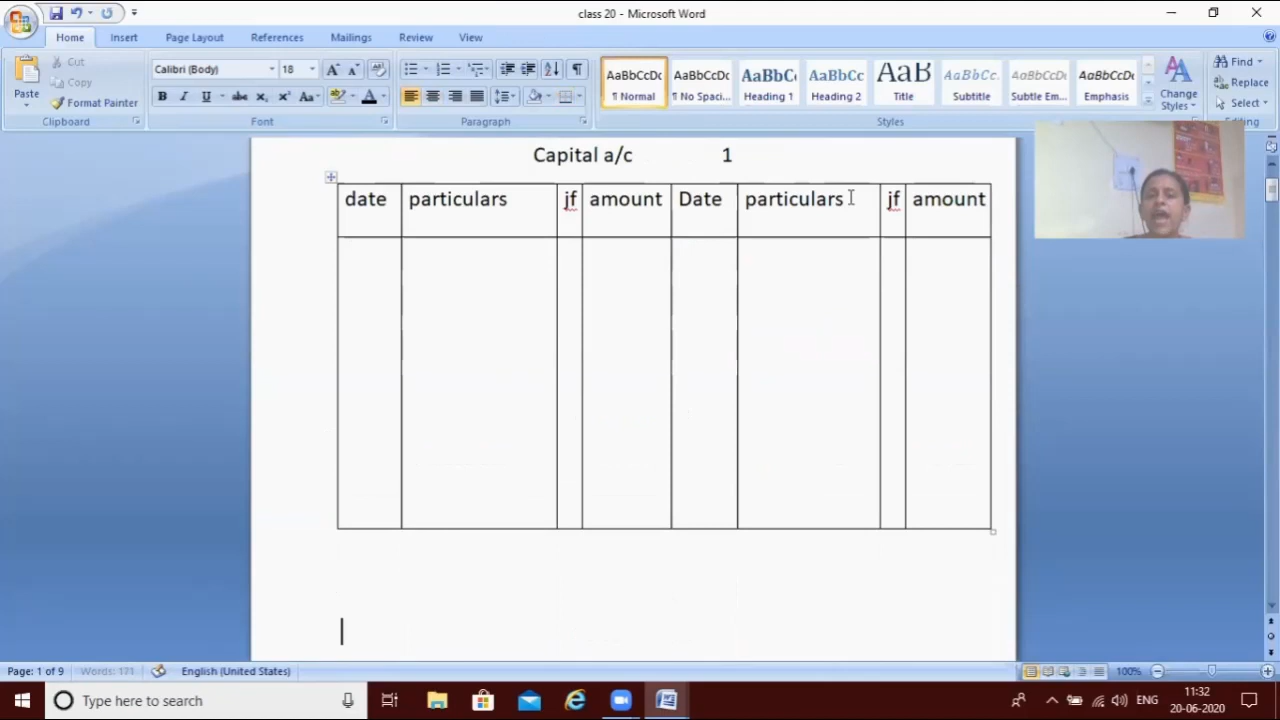 class 20 - Microsoft Word
Home Insert Page Layout References Mailings Review View
Paste
Cut
Copy
Format Painter
Clipboard
Calibri (Body) 18
Font
Paragraph
AaBbCcDc AaBbCcDc AaBbC( AaBbCc AaB AaBbCc. AaBbCcDc AaBbCcDc
¶ Normal ¶ No Spaci... Heading 1 Heading 2 Title Subtitle Subtle Em... Emphasis
Change Styles
Styles
Find
Replace
Select
Editing
Capital a/c 1
date particulars jf amount Date particulars jf amount
Page: 1 of 9 Words: 171 English (United States) 100%
Type here to search
ENG
11:32
20-06-2020